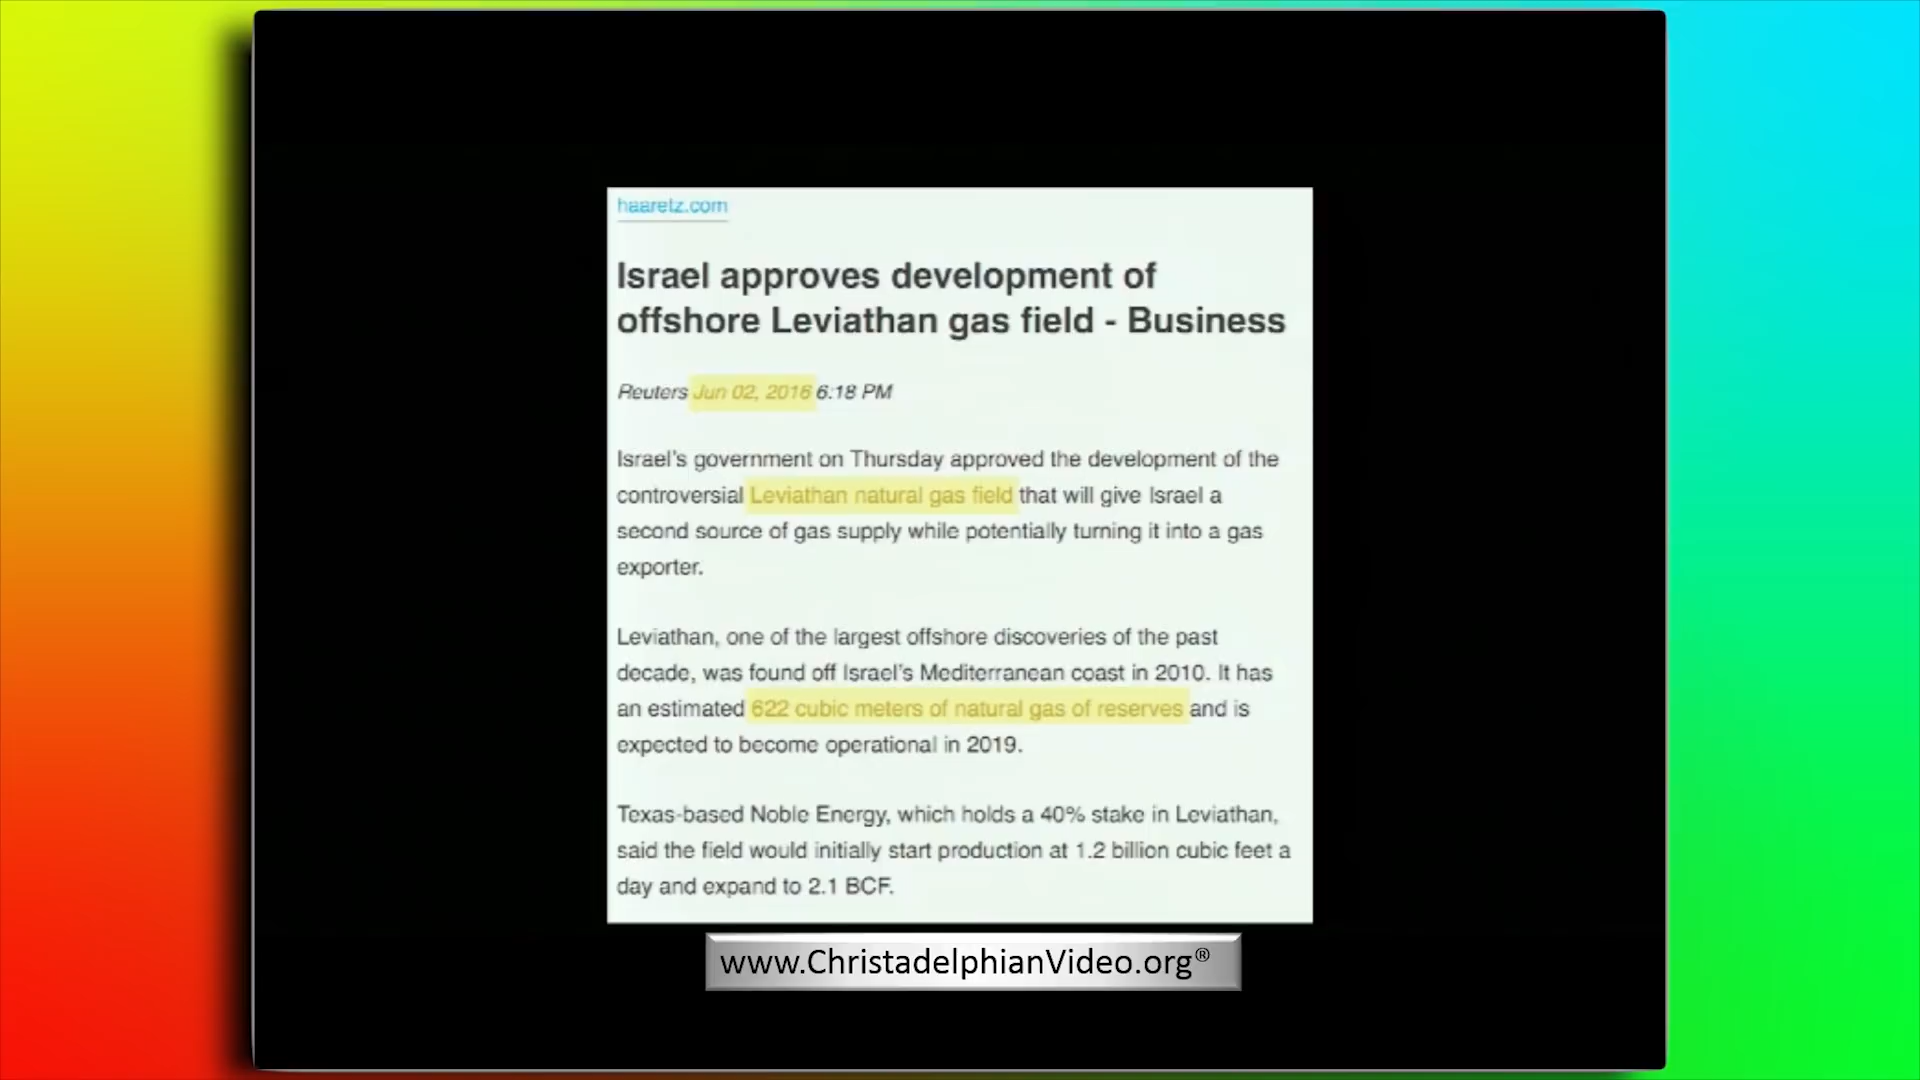 haaretz.com
Israel approves development of
offshore Leviathan gas field - Business
Reuters Jun 02, 2016 6:18 PM
Israel's government on Thursday approved the development of the
controversial Leviathan natural gas field that will give Israel a
second source of gas supply while potentially turning it into a gas
exporter.
Leviathan, one of the largest offshore discoveries of the past
decade, was found off Israel's Mediterranean coast in 2010. It has
an estimated 622 cubic meters of natural gas of reserves and is
expected to become operational in 2019.
Texas-based Noble Energy, which holds a 40% stake in Leviathan,
said the field would initially start production at 1.2 billion cubic feet a
day and expand to 2.1 BCF.
www.ChristadelphianVideo.org®